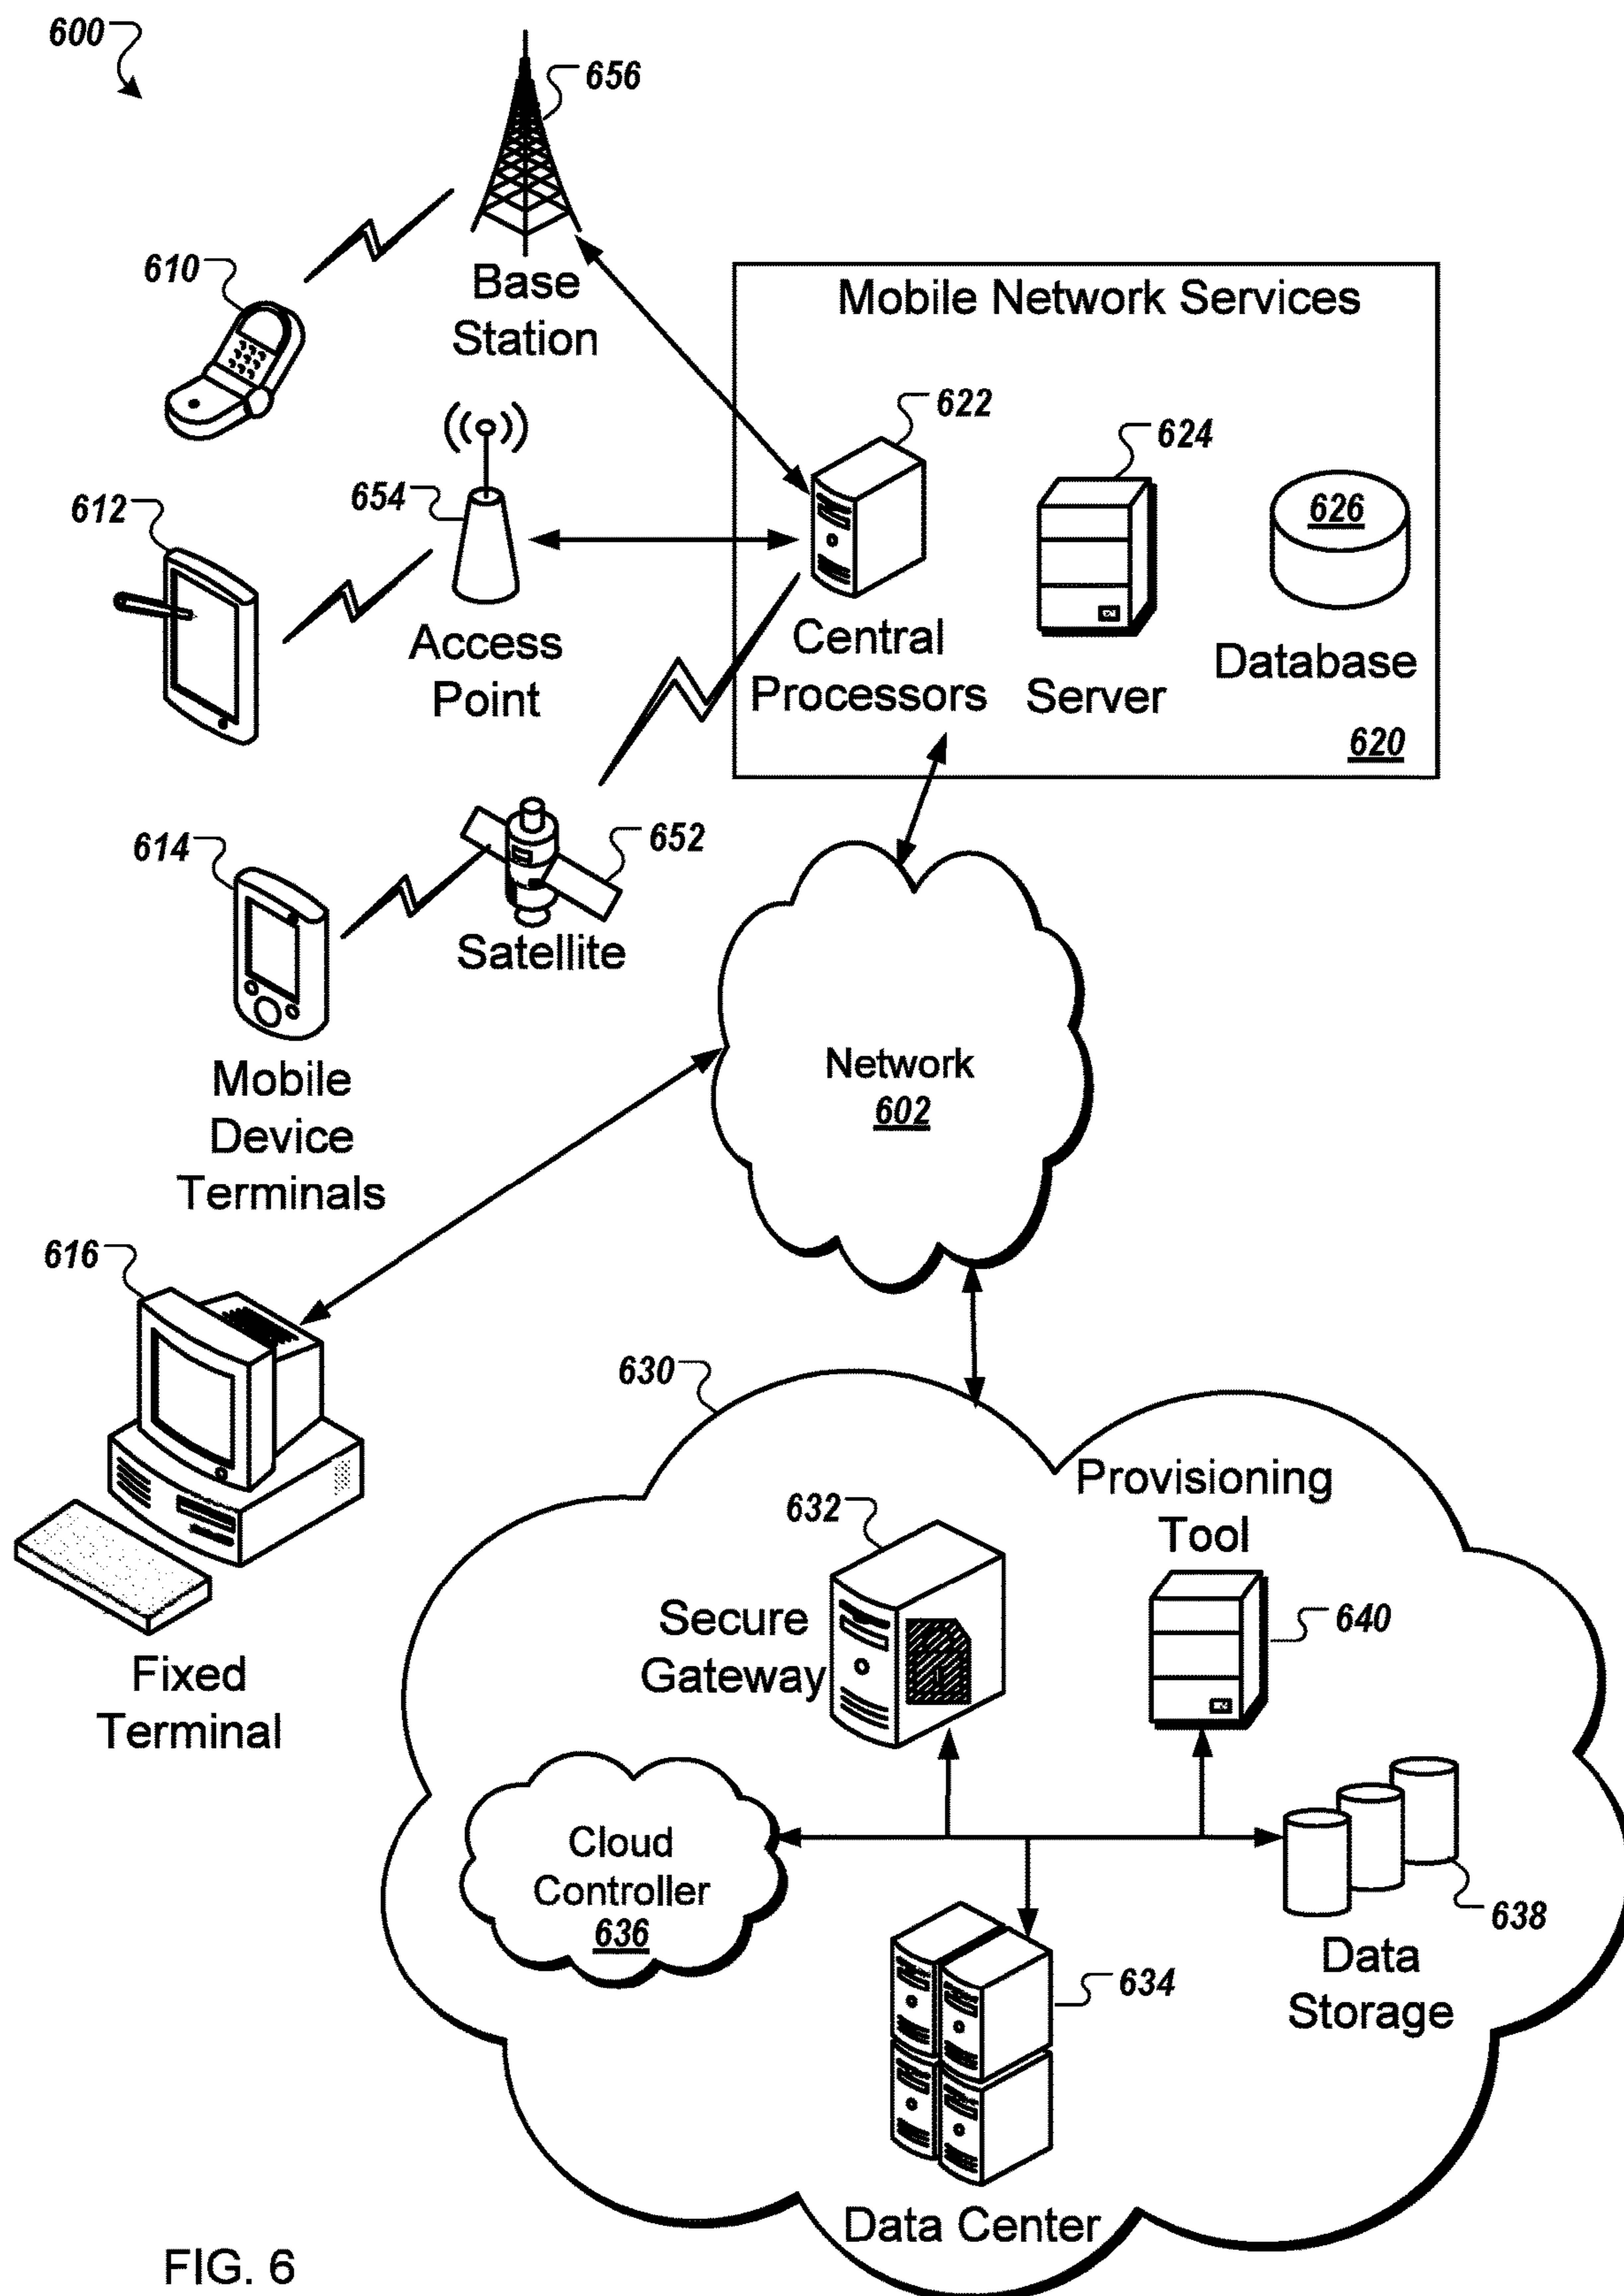 600
656
610
Base
Station
Mobile Network Services
622
624
626
612
654
Access
Point
Central
Processors
Server
Database
620
614
652
Satellite
Mobile
Device
Terminals
Network
602
616
Fixed
Terminal
630
Provisioning
Tool
632
Secure
Gateway
640
Cloud
Controller
636
638
Data
Storage
634
Data Center
FIG. 6